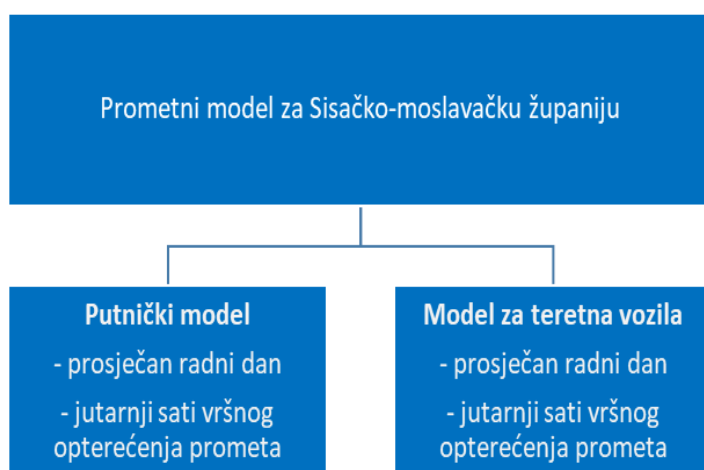 Prometni model za Sisačko-moslavačku županiju
Putnički model
- prosječan radni dan
- jutarnji sati vršnog
opterećenja prometa
Model za teretna vozila
- prosječan radni dan
- jutarnji sati vršnog
opterećenja prometa